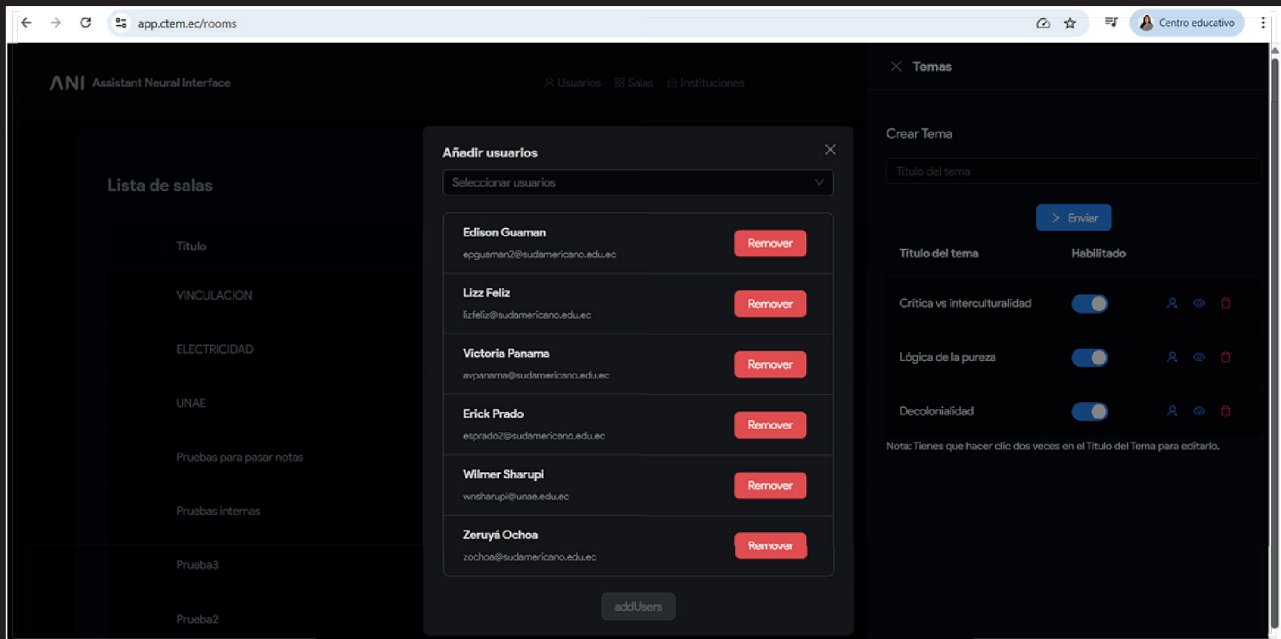 app.ctem.ec/rooms
Centro educativo
ANI Assistant Neural Interface
Usuarios Salas Instituciones
Temas
Crear Tema
Título del tema
Enviar
Título del tema Habilitado
Crítica vs interculturalidad
Lógica de la pureza
Decolonialidad
Nota: Tienes que hacer clic dos veces en el Título del Tema para editarlo.
Lista de salas
Titulo
VINCULACION
ELECTRICIDAD
UNAE
Pruebas para pasar notas
Pruebas internas
Prueba3
Prueba2
Añadir usuarios
Seleccionar usuarios
Edison Guaman
epguaman2@sudamericano.edu.ec
Remover
Lizz Feliz
lizfeliz@sudamericano.edu.ec
Remover
Victoria Panama
avpanama@sudamericano.edu.ec
Remover
Erick Prado
esprado2@sudamericano.edu.ec
Remover
Wilmer Sharupi
wnsharupi@unae.edu.ec
Remover
Zeruyá Ochoa
zochoa@sudamericano.edu.ec
Remover
addUsers